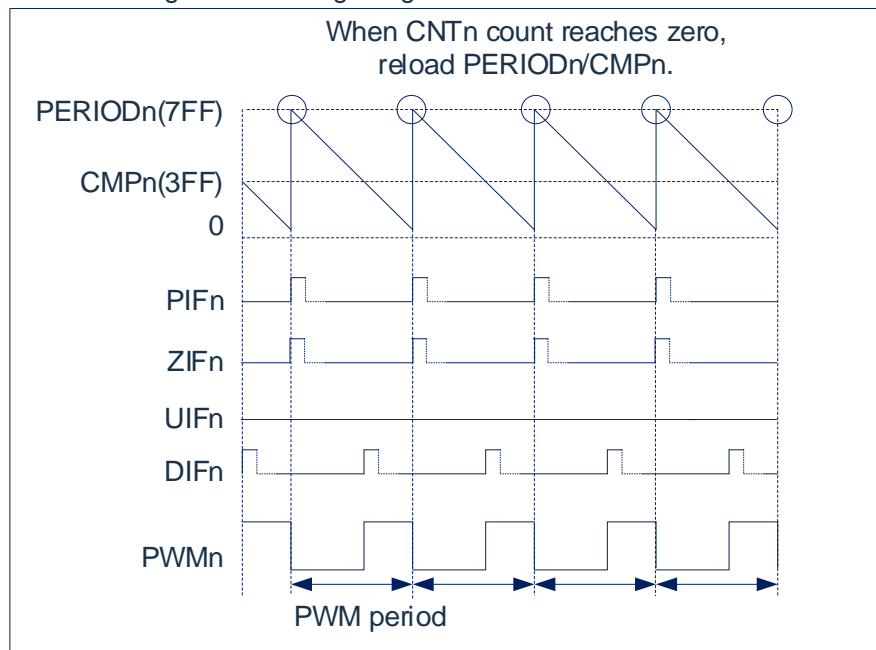 When CNTn count reaches zero,
reload PERIODn/CMPn.
PERIODn(7FF)
CMPn(3FF)
0
PIFn
ZIFn
UIFn
DIFn
PWMn
PWM period